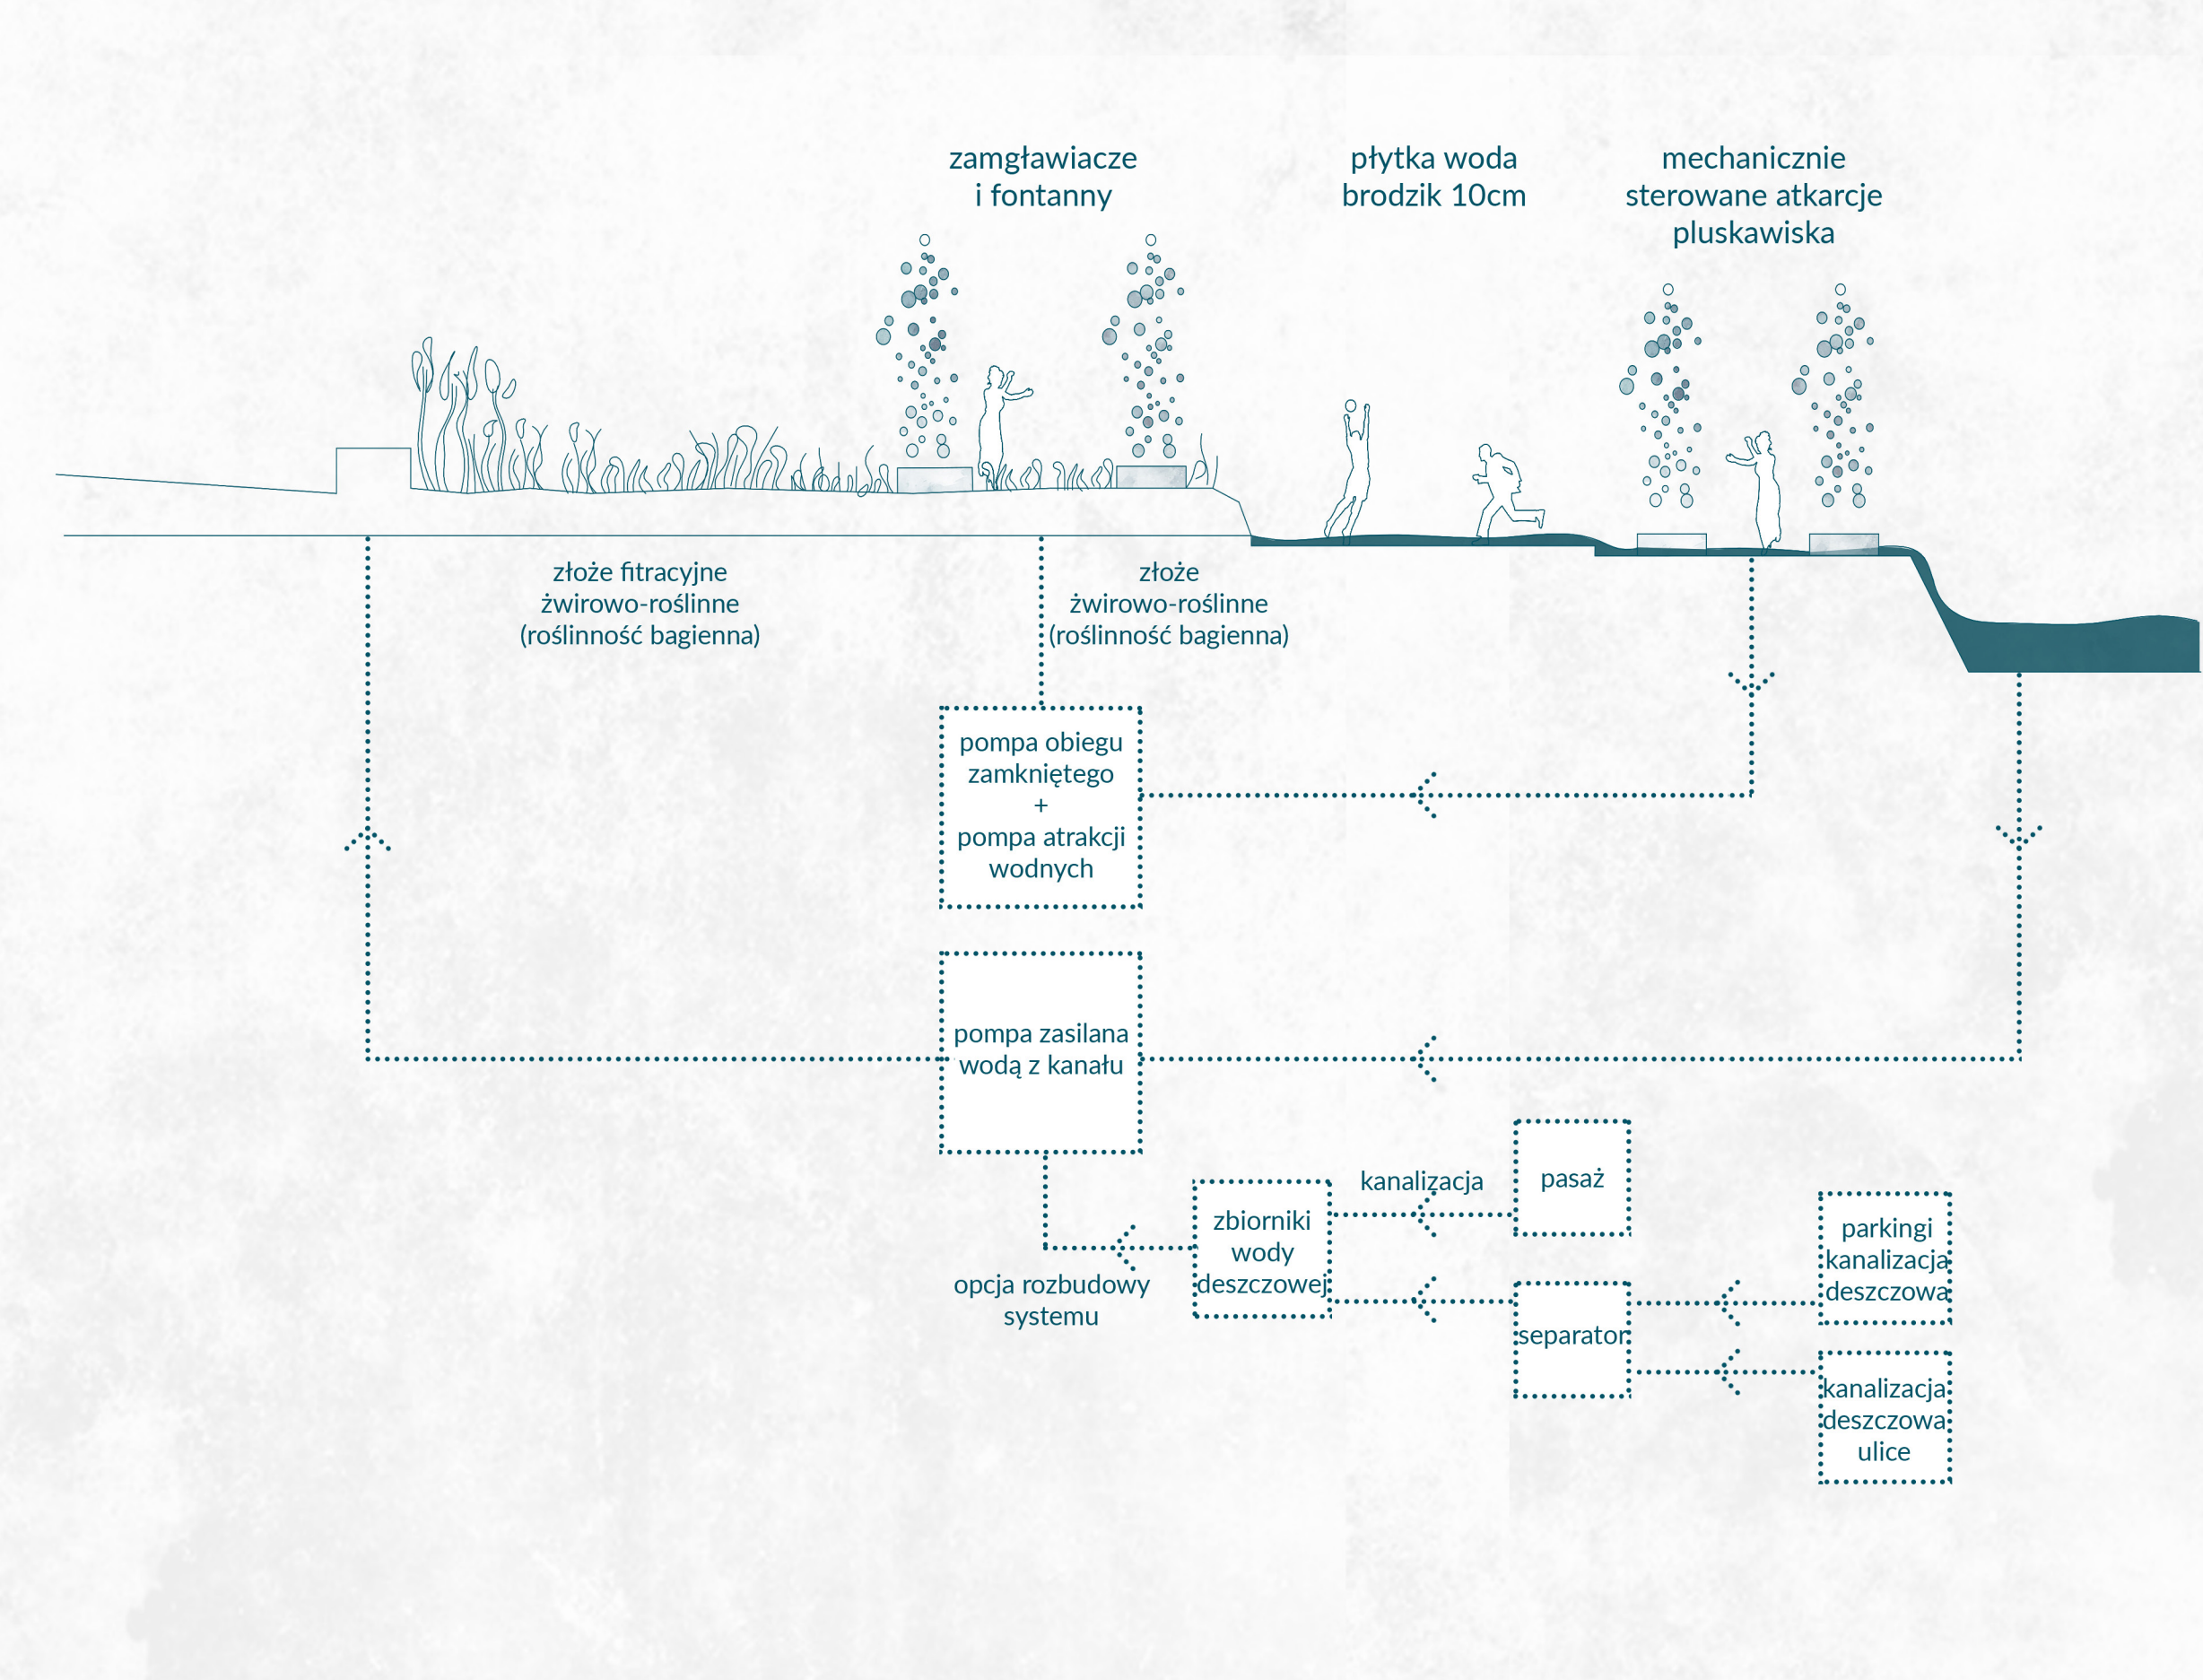 zamgławiacze
i fontanny
płytka woda
brodzik 10cm
mechanicznie
sterowane atkarcje
pluskawiska
złoże fitracyjne
żwirowo-roślinne
(roślinność bagienna)
złoże
żwirowo-roślinne
(roślinność bagienna)
pompa obiegu
zamkniętego
+
pompa atrakcji
wodnych
pompa zasilana
wodą z kanału
kanalizacja
pasaż
zbiorniki
wody
deszczowej
parkingi
kanalizacja
deszczowa
opcja rozbudowy
systemu
separator
kanalizacja
deszczowa
ulice